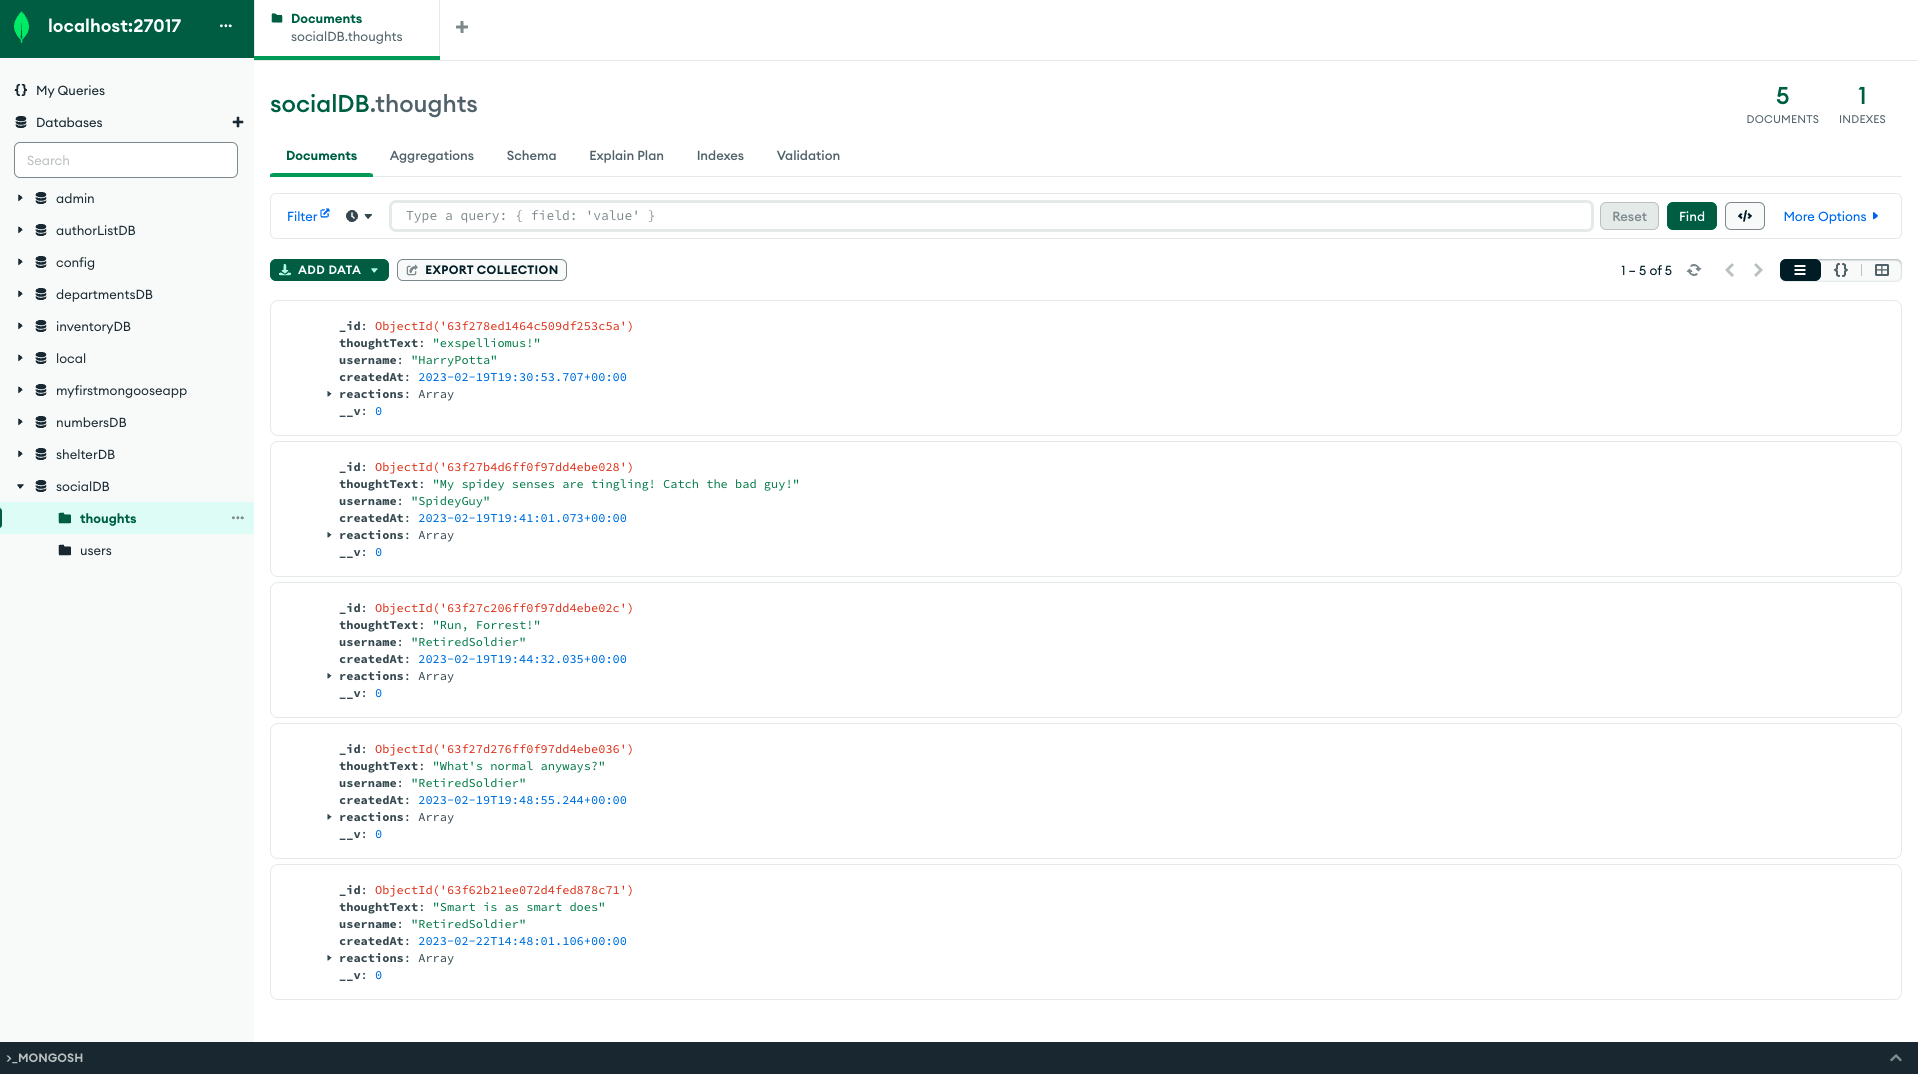 localhost:27017
Documents
socialDB.thoughts
My Queries
Databases
Search
admin
authorListDB
config
departmentsDB
inventoryDB
local
myfirstmongooseapp
numbersDB
shelterDB
socialDB
thoughts
users
socialDB.thoughts
5
DOCUMENTS
1
INDEXES
Documents Aggregations Schema Explain Plan Indexes Validation
Filter Type a query: { field: 'value' } Reset Find </> More Options
ADD DATA EXPORT COLLECTION 1 – 5 of 5 {}
_id: ObjectId('63f278ed1464c509df253c5a')
thoughtText: "exspelliomus!"
username: "HarryPotta"
createdAt: 2023-02-19T19:30:53.707+00:00
reactions: Array
__v: 0
_id: ObjectId('63f27b4d6ff0f97dd4ebe028')
thoughtText: "My spidey senses are tingling! Catch the bad guy!"
username: "SpideyGuy"
createdAt: 2023-02-19T19:41:01.073+00:00
reactions: Array
__v: 0
_id: ObjectId('63f27c206ff0f97dd4ebe02c')
thoughtText: "Run, Forrest!"
username: "RetiredSoldier"
createdAt: 2023-02-19T19:44:32.035+00:00
reactions: Array
__v: 0
_id: ObjectId('63f27d276ff0f97dd4ebe036')
thoughtText: "What's normal anyways?"
username: "RetiredSoldier"
createdAt: 2023-02-19T19:48:55.244+00:00
reactions: Array
__v: 0
_id: ObjectId('63f62b21ee072d4fed878c71')
thoughtText: "Smart is as smart does"
username: "RetiredSoldier"
createdAt: 2023-02-22T14:48:01.106+00:00
reactions: Array
__v: 0
>_MONGOSH